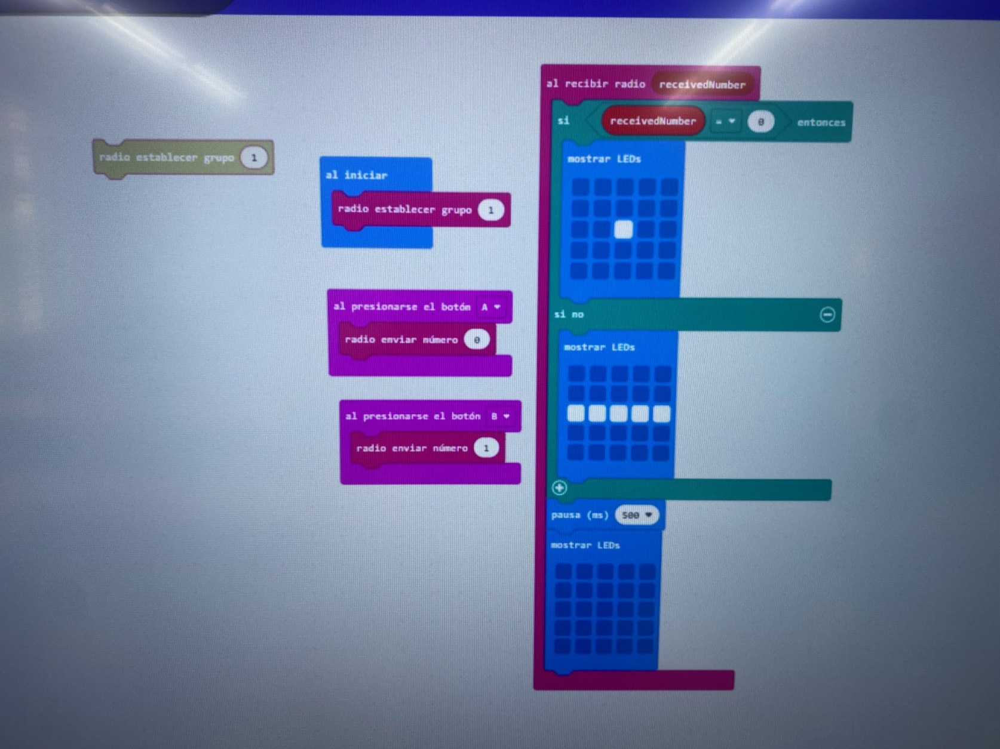 radio establecer grupo 1
al iniciar
radio establecer grupo 1
al presionarse el botón A
radio enviar número 0
al presionarse el botón B
radio enviar número 1
al recibir radio receivedNumber
si receivedNumber = 0 entonces
mostrar LEDs
si no
mostrar LEDs
pausa (ms) 500
mostrar LEDs